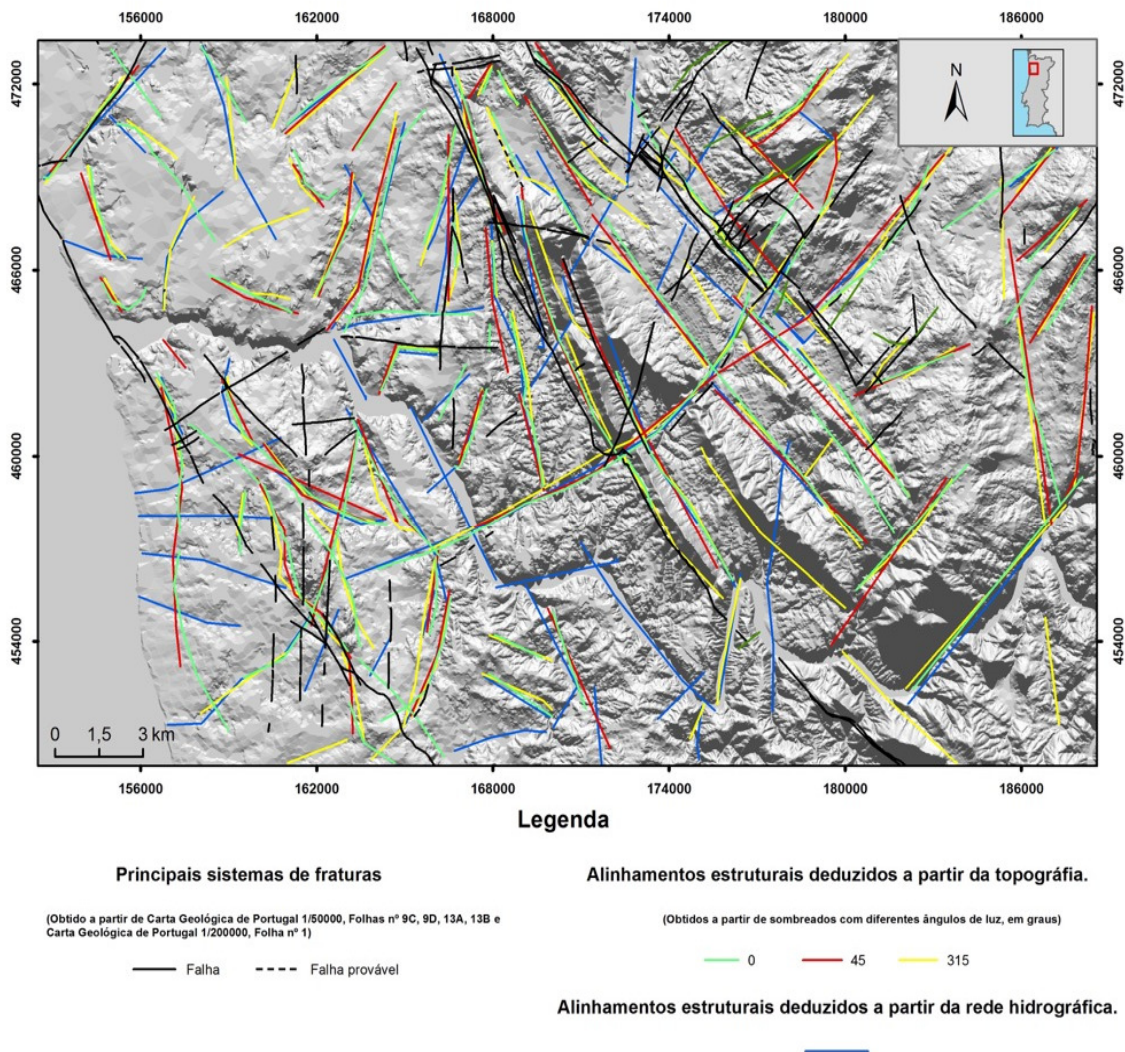 156000 162000 168000 174000 180000 186000
472000 472000
N
466000 466000
460000 460000
454000 454000
0 1,5 3 km
156000 162000 168000 174000 180000 186000
Legenda
Principais sistemas de fraturas
(Obtido a partir de Carta Geológica de Portugal 1/50000, Folhas nº 9C, 9D, 13A, 13B e
Carta Geológica de Portugal 1/200000, Folha nº 1)
Falha Falha provável
Alinhamentos estruturais deduzidos a partir da topográfia.
(Obtidos a partir de sombreados com diferentes ângulos de luz, em graus)
0 45 315
Alinhamentos estruturais deduzidos a partir da rede hidrográfica.